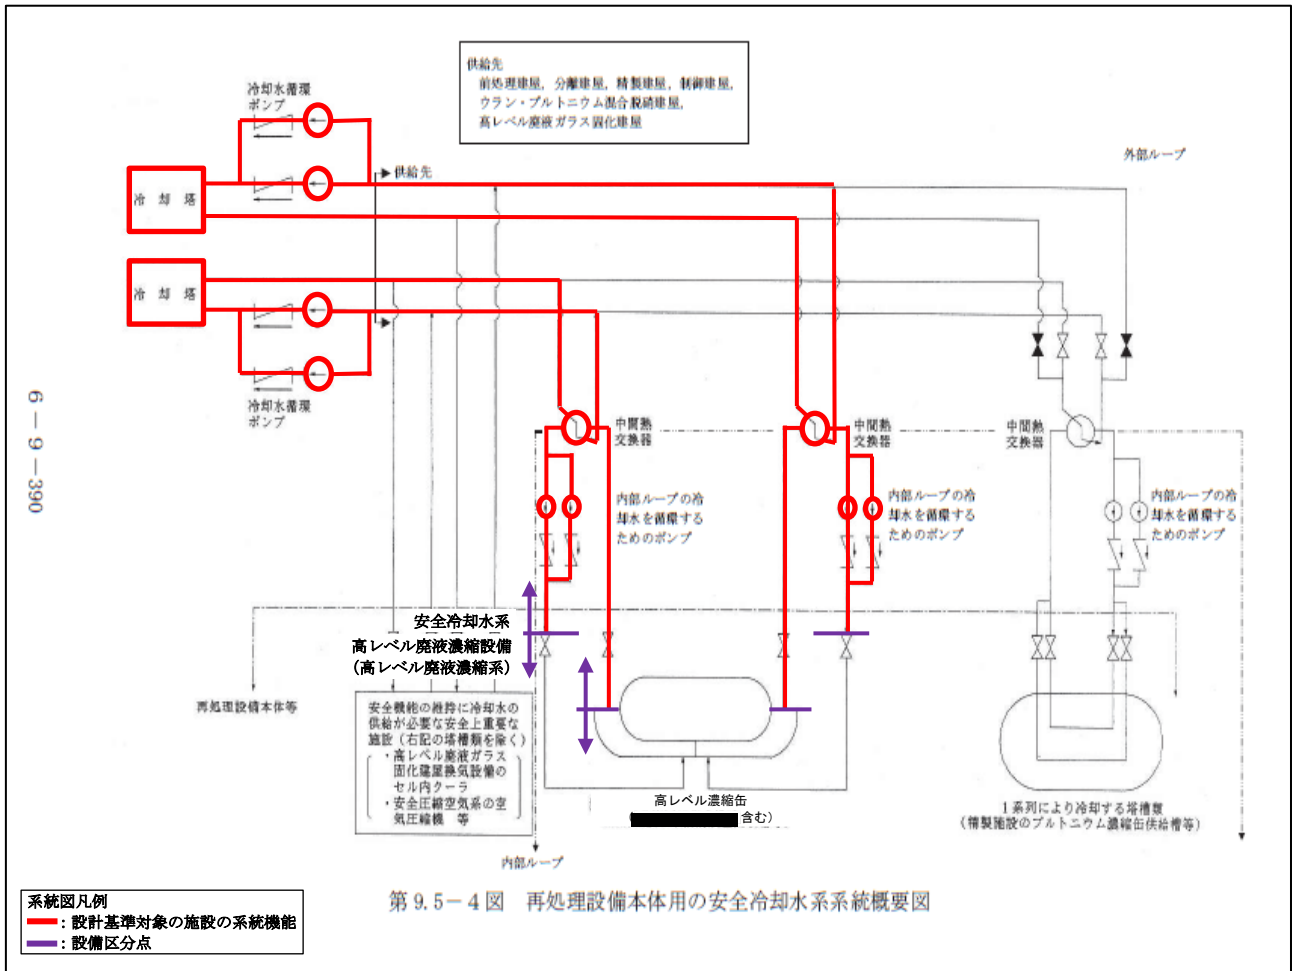 供給先
前処理建屋,分離建屋,精製建屋,制御建屋,
ウラン・プルトニウム混合脱硝建屋,
高レベル廃液ガラス固化建屋
冷却水循環
ポンプ
外部ループ
供給先
冷却塔
冷却塔
冷却水循環
ポンプ
6-9-390
中間熱
交換器
中間熱
交換器
中間熱
交換器
内部ループの冷
却水を循環する
ためのポンプ
内部ループの冷
却水を循環する
ためのポンプ
内部ループの冷
却水を循環する
ためのポンプ
安全冷却水系
高レベル廃液濃縮設備
(高レベル廃液濃縮系)
再処理設備本体等
安全機能の維持に冷却水の
供給が必要な安全上重要な
施設(右記の塔槽類を除く)
・高レベル廃液ガラス
固化建屋換気設備の
セル内クーラ
・安全圧縮空気系の空
気圧縮機 等
高レベル濃縮缶
( 含む)
1系列により冷却する塔槽類
(精製施設のプルトニウム濃縮缶供給槽等)
内部ループ
第9.5-4図 再処理設備本体用の安全冷却水系系統概要図
系統図凡例
:設計基準対象の施設の系統機能
:設備区分点